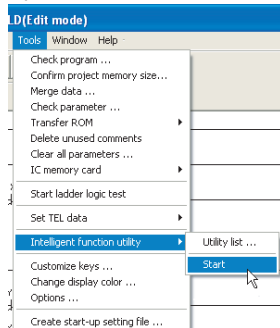 LD(Edit mode)
Tools Window Help
Check program ...
Confirm project memory size...
Merge data ...
Check parameter ...
Transfer ROM
Delete unused comments
Clear all parameters ...
IC memory card
Start ladder logic test
Set TEL data
Intelligent function utility
Utility list ...
Start
Customize keys ...
Change display color ...
Options ...
Create start-up setting file ...